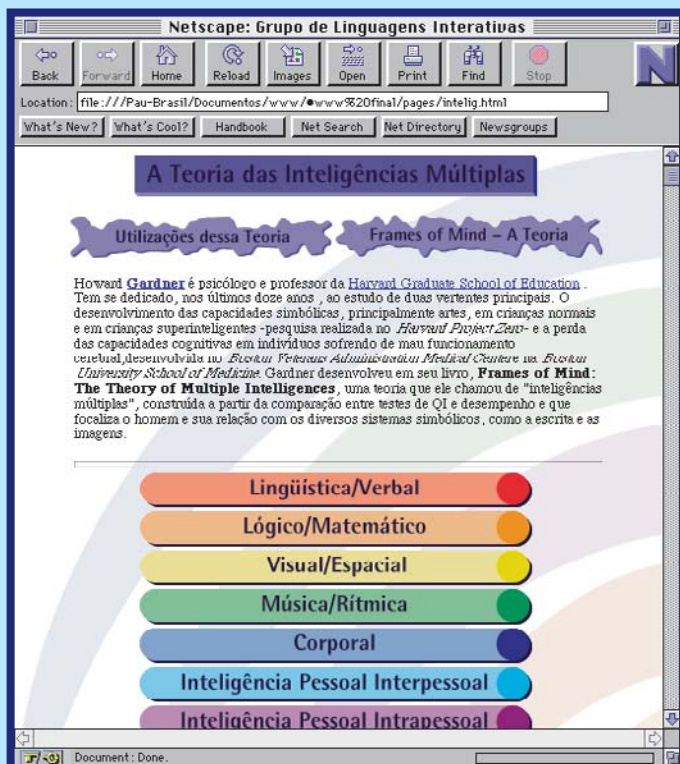 Netscape: Grupo de Linguagens Interativas
Back Forward Home Reload Images Open Print Find Stop
N
Location: file:///Pau-Brasil/Documentos/www/•www%20final/pages/intelig.html
What's New? What's Cool? Handbook Net Search Net Directory Newsgroups
A Teoria das Inteligências Múltiplas
Utilizações dessa Teoria Frames of Mind – A Teoria
Howard Gardner é psicólogo e professor da Harvard Graduate School of Education .
Tem se dedicado, nos últimos doze anos , ao estudo de duas vertentes principais. O
desenvolvimento das capacidades simbólicas, principalmente artes, em crianças normais
e em crianças superinteligentes -pesquisa realizada no Harvard Project Zero- e a perda
das capacidades cognitivas em indivíduos sofrendo de mau funcionamento
cerebral,desenvolvida no Boston Veterans Administration Medical Centere na Boston
University School of Medicine. Gardner desenvolveu em seu livro, Frames of Mind:
The Theory of Multiple Intelligences, uma teoria que ele chamou de "inteligências
múltiplas", construída a partir da comparação entre testes de QI e desempenho e que
focaliza o homem e sua relação com os diversos sistemas simbólicos, como a escrita e as
imagens.
Lingüística/Verbal
Lógico/Matemático
Visual/Espacial
Música/Rítmica
Corporal
Inteligência Pessoal Interpessoal
Inteligência Pessoal Intrapessoal
Document: Done.